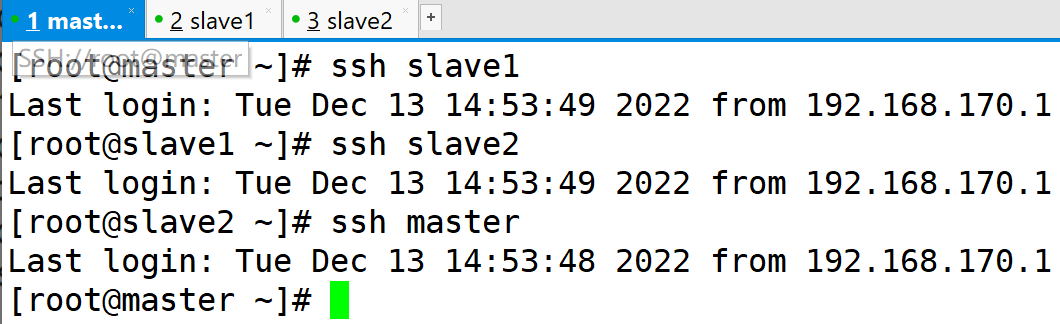 1 mast...
2 slave1
3 slave2
SSH://root@master
[root@master ~]# ssh slave1
Last login: Tue Dec 13 14:53:49 2022 from 192.168.170.1
[root@slave1 ~]# ssh slave2
Last login: Tue Dec 13 14:53:49 2022 from 192.168.170.1
[root@slave2 ~]# ssh master
Last login: Tue Dec 13 14:53:48 2022 from 192.168.170.1
[root@master ~]#